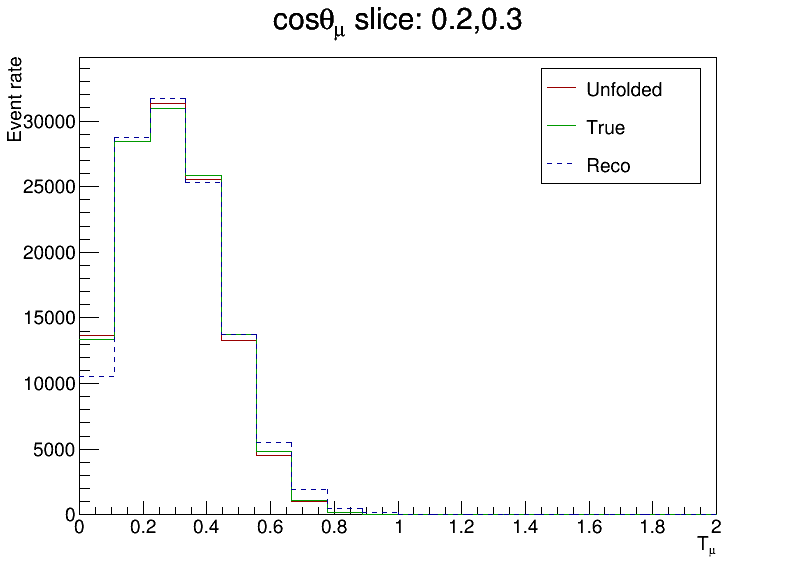 cosθμ slice: 0.2,0.3
Event rate
Unfolded
True
Reco
30000
25000
20000
15000
10000
5000
0
0 0.2 0.4 0.6 0.8 1 1.2 1.4 1.6 1.8 2
Tμ